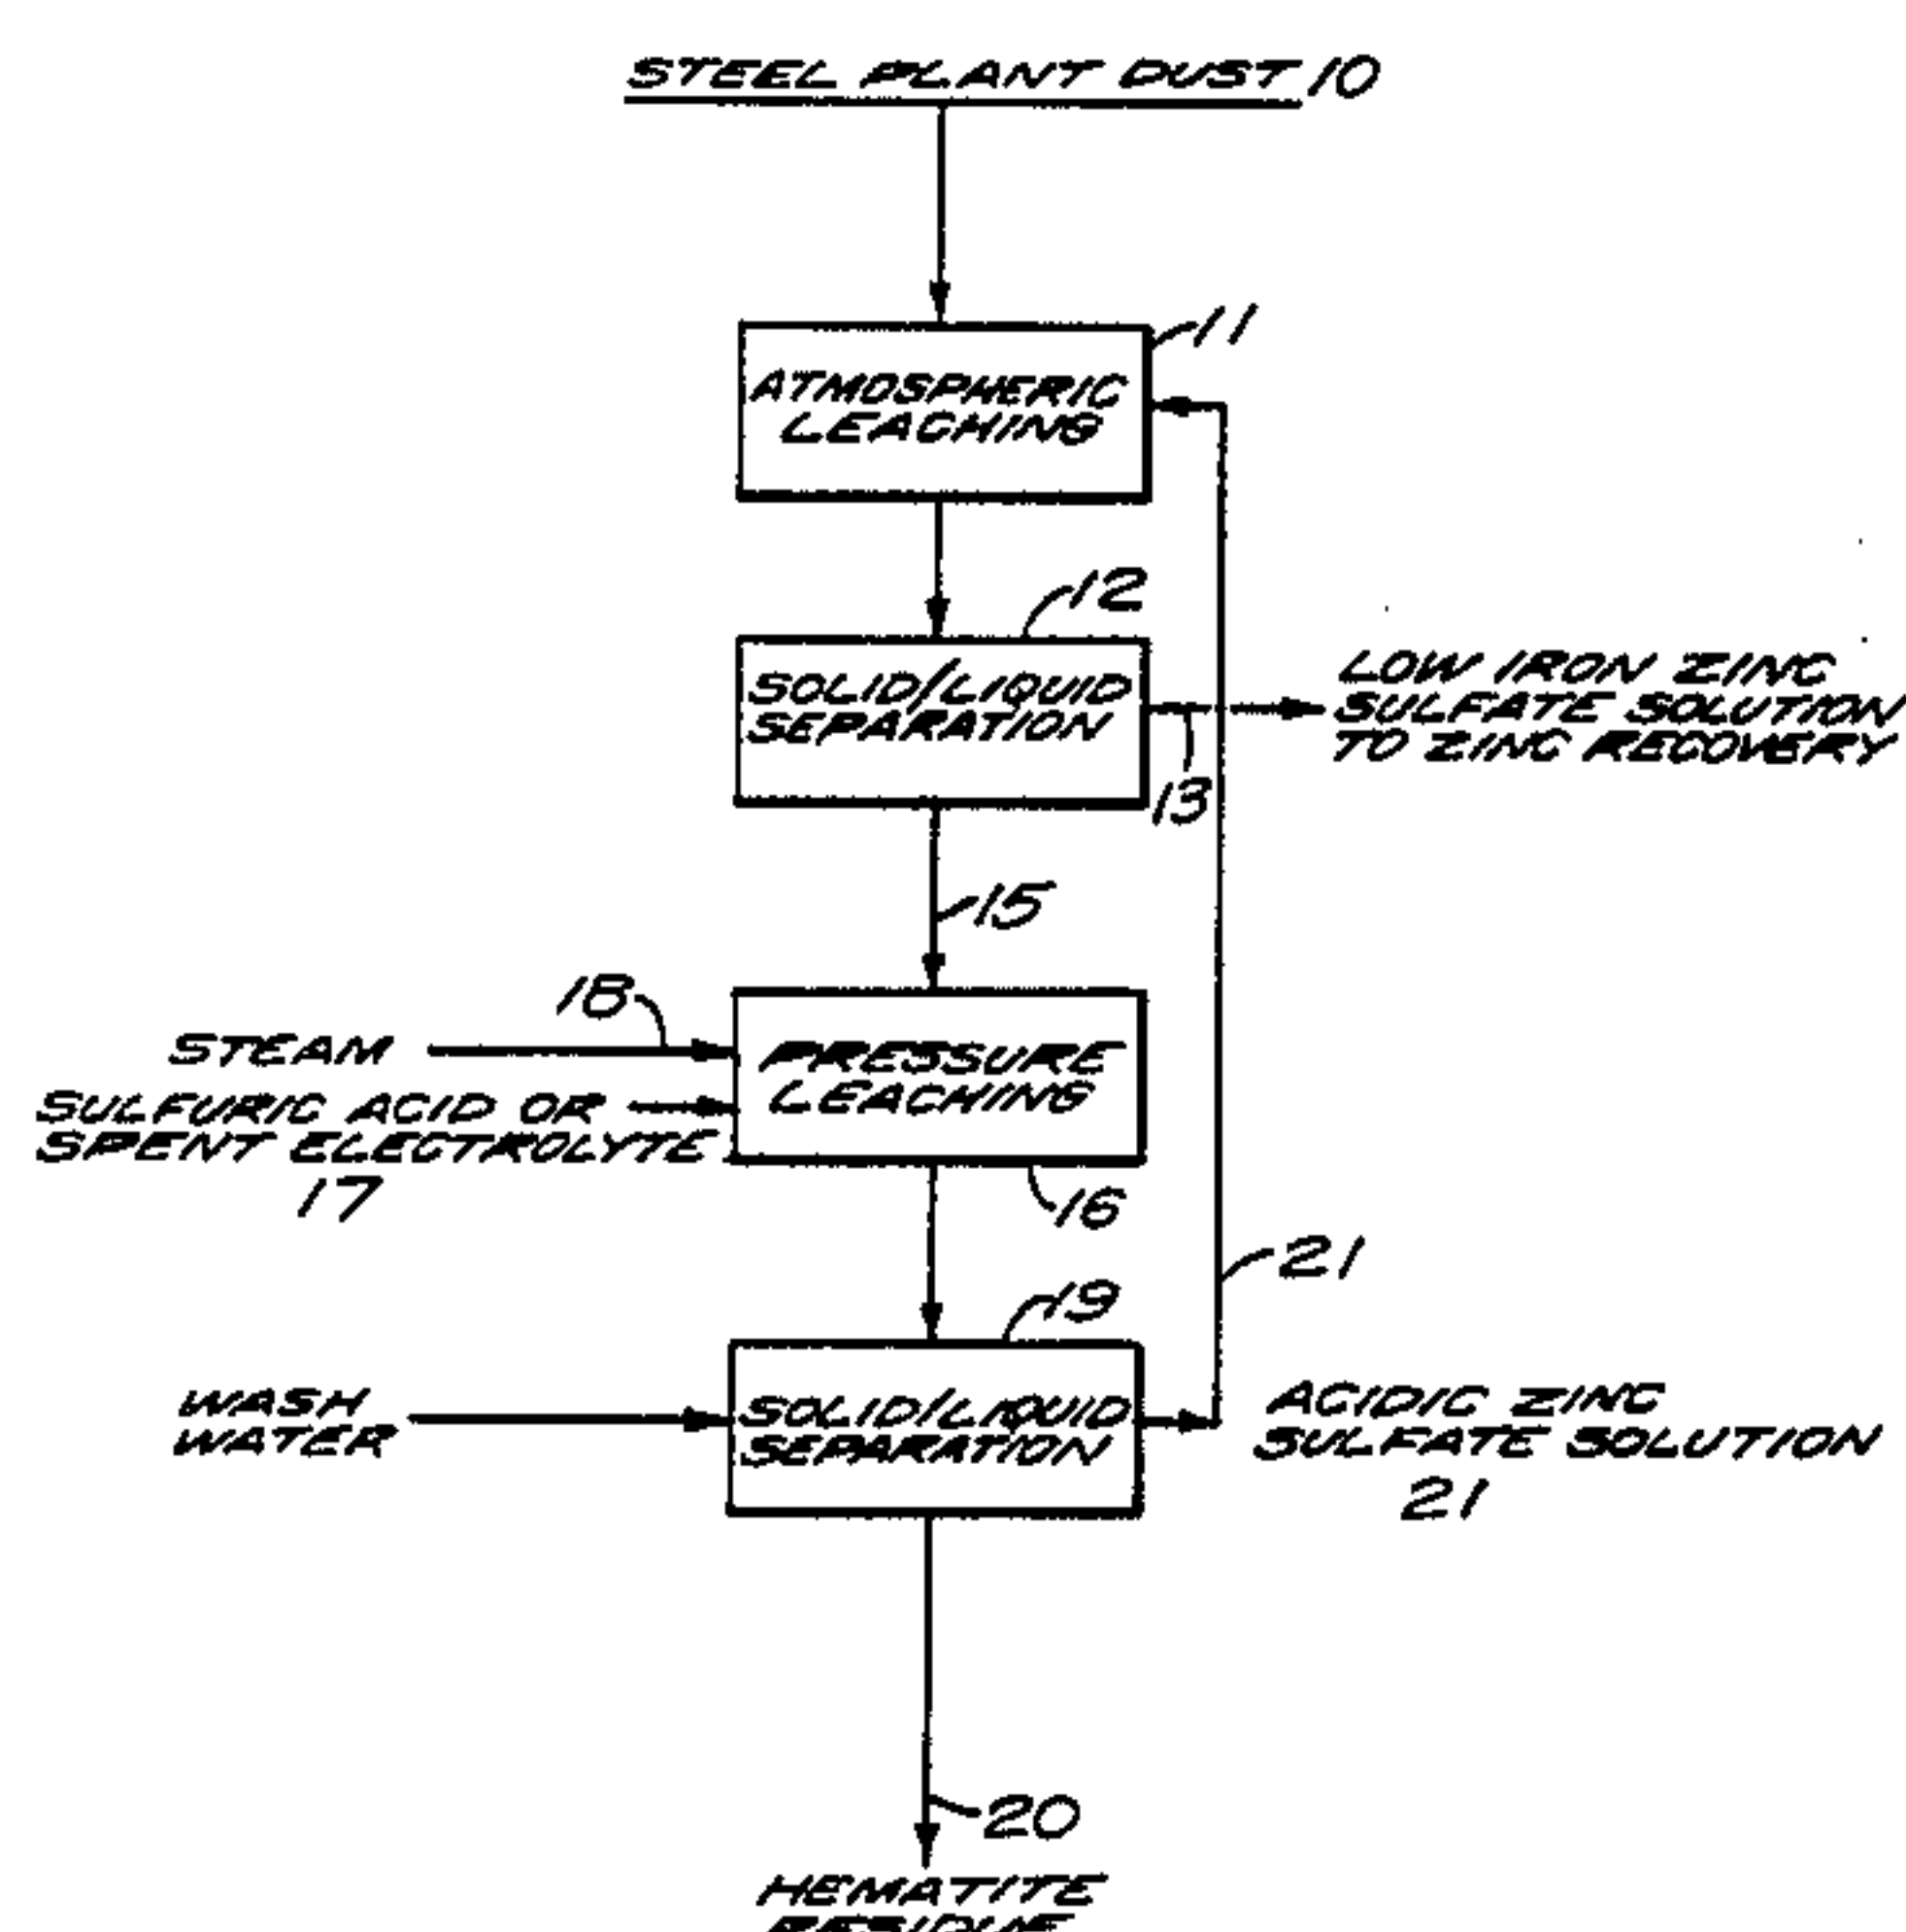 STEEL PLANT DUST 10
11
ATMOSPHERIC
LEACHING
12
SOLID/LIQUID
SEPARATION
LOW IRON ZINC
SULFATE SOLUTION
TO ZINC RECOVERY
13
15
18
STEAM
PRESSURE
LEACHING
SULFURIC ACID OR
SPENT ELECTROLYTE
17
16
21
19
WASH
WATER
SOLID/LIQUID
SEPARATION
ACIDIC ZINC
SULFATE SOLUTION
21
20
HEMATITE
RESIDUE